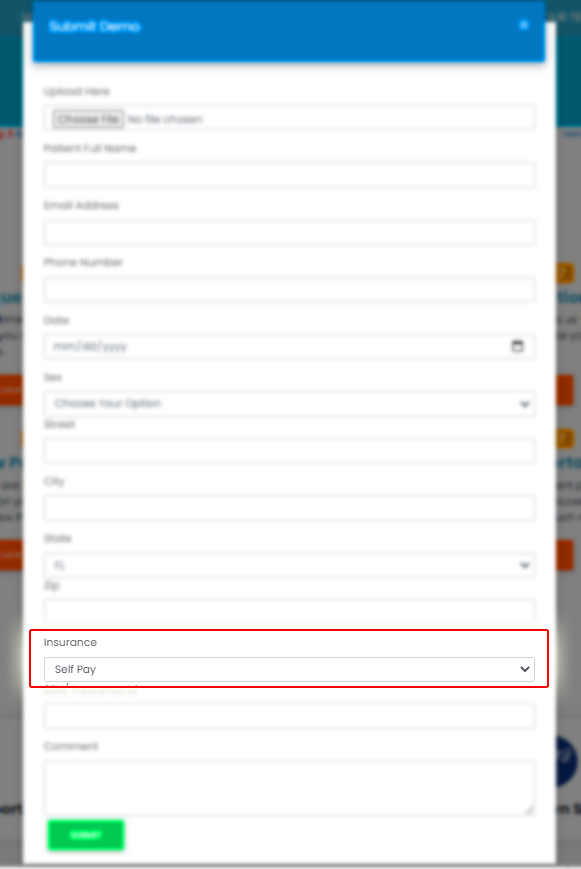 Submit Demo ×
Upload Here
Choose File No file chosen
Patient Full Name
Email Address
Phone Number
Date
mm/dd/yyyy
Sex
Choose Your Option
Street
City
State
FL
Zip
Insurance
Self Pay
Comment
SUBMIT